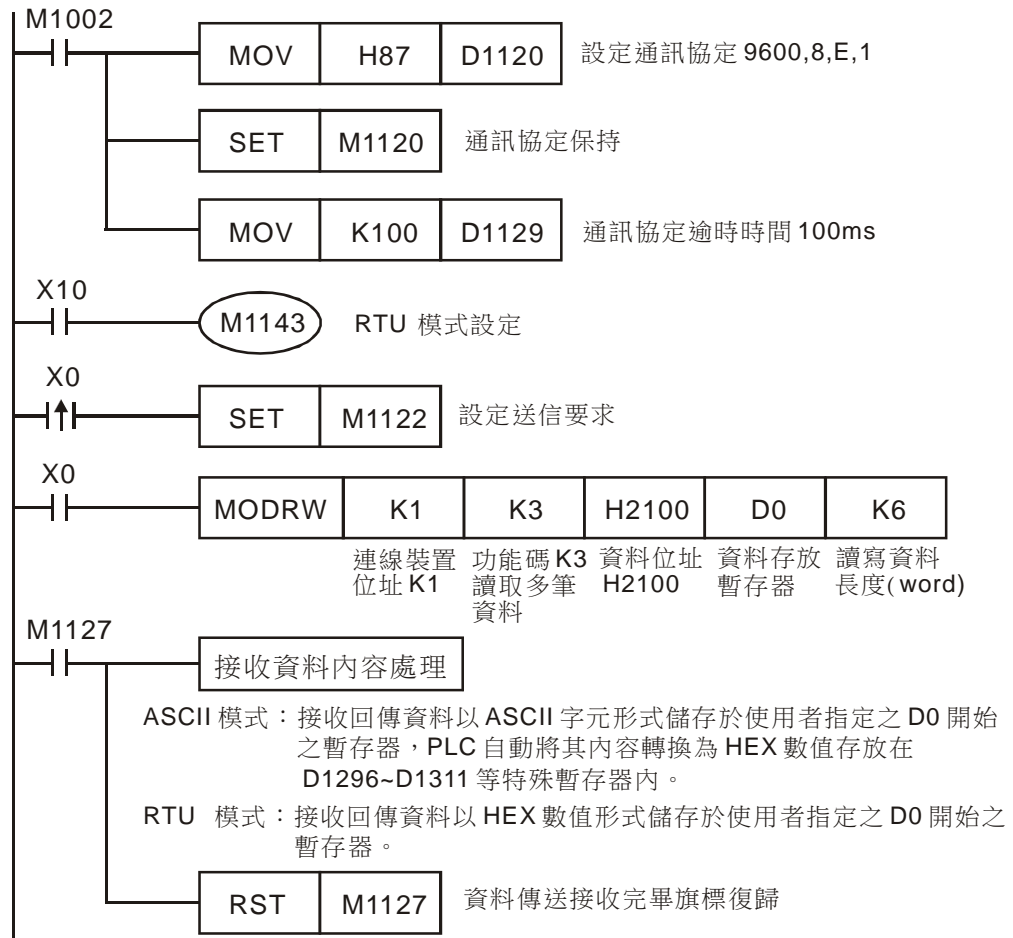 M1002
MOV H87 D1120 設定通訊協定 9600,8,E,1
SET M1120 通訊協定保持
MOV K100 D1129 通訊協定逾時時間 100ms
X10
M1143 RTU 模式設定
X0
SET M1122 設定送信要求
X0
MODRW K1 K3 H2100 D0 K6
連線裝置 功能碼 K3 資料位址 資料存放 讀寫資料
位址 K1 讀取多筆 H2100 暫存器 長度(word)
資料
M1127
接收資料內容處理
ASCII 模式：接收回傳資料以 ASCII 字元形式儲存於使用者指定之 D0 開始
之暫存器，PLC 自動將其內容轉換為 HEX 數值存放在
D1296~D1311 等特殊暫存器內。
RTU 模式：接收回傳資料以 HEX 數值形式儲存於使用者指定之 D0 開始之
暫存器。
RST M1127 資料傳送接收完畢旗標復歸